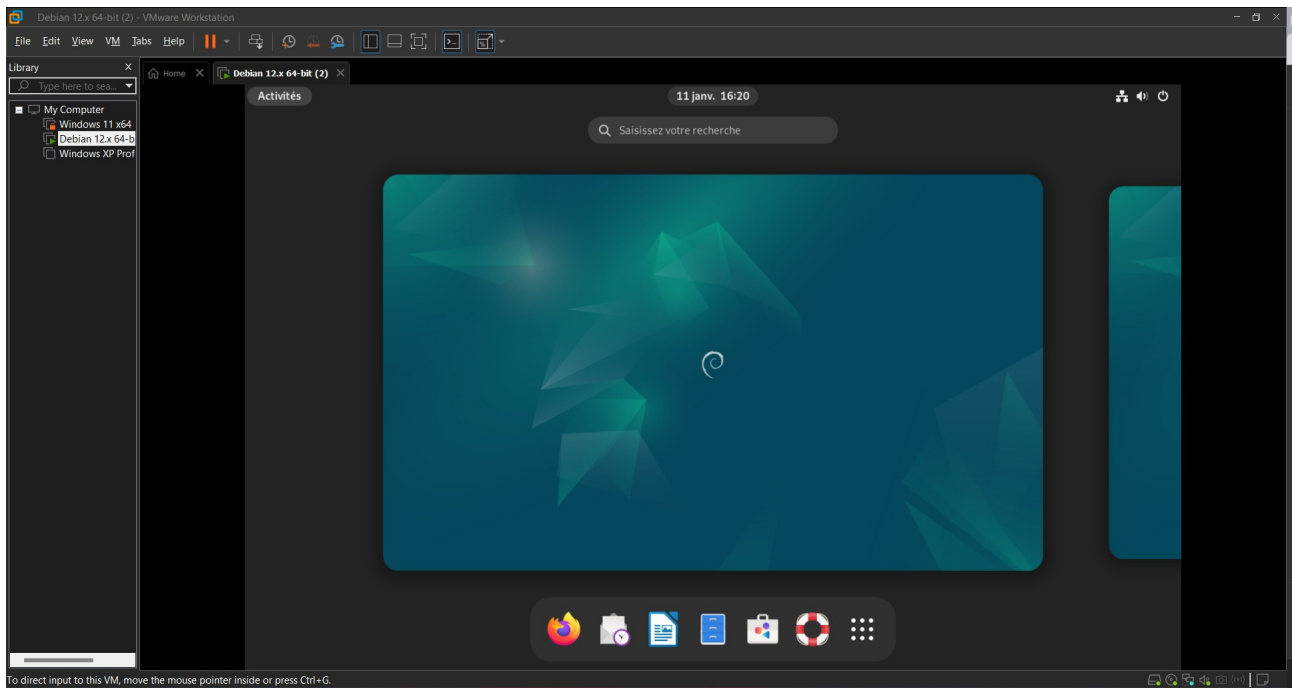 Debian 12.x 64-bit (2) - VMware Workstation
File Edit View VM Tabs Help
Library
Home
Debian 12.x 64-bit (2)
Type here to sea...
My Computer
Windows 11 x64
Debian 12.x 64-b
Windows XP Prof
Activités
11 janv. 16:20
Saisissez votre recherche
To direct input to this VM, move the mouse pointer inside or press Ctrl+G.